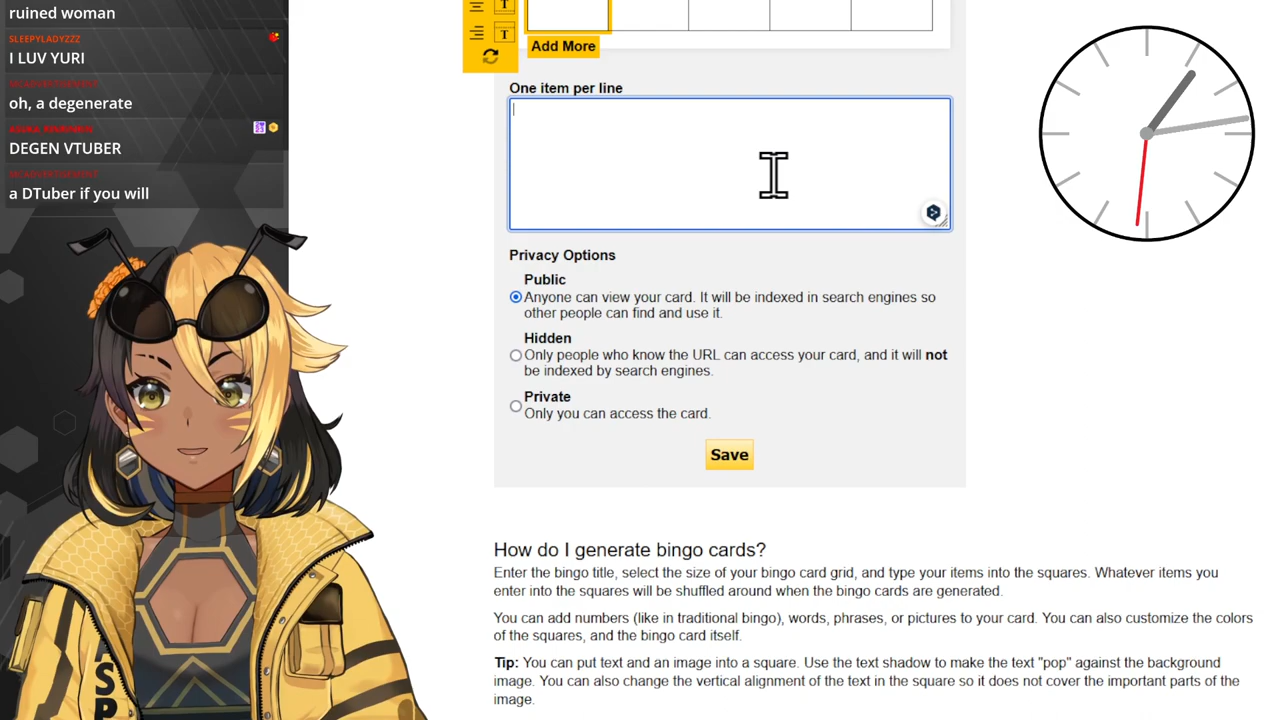 ruined woman
SLEEPYLADYZZZ
I LUV YURI
oh, a degenerate
DEGEN VTUBER
a DTuber if you will
T
T
Add More
One item per line
Privacy Options
Public
Anyone can view your card. It will be indexed in search engines so
other people can find and use it.
Hidden
Only people who know the URL can access your card, and it will not
be indexed by search engines.
Private
Only you can access the card.
Save
How do I generate bingo cards?
Enter the bingo title, select the size of your bingo card grid, and type your items into the squares. Whatever items you
enter into the squares will be shuffled around when the bingo cards are generated.
You can add numbers (like in traditional bingo), words, phrases, or pictures to your card. You can also customize the colors
of the squares, and the bingo card itself.
Tip: You can put text and an image into a square. Use the text shadow to make the text "pop" against the background
image. You can also change the vertical alignment of the text in the square so it does not cover the important parts of the
image.
ASP